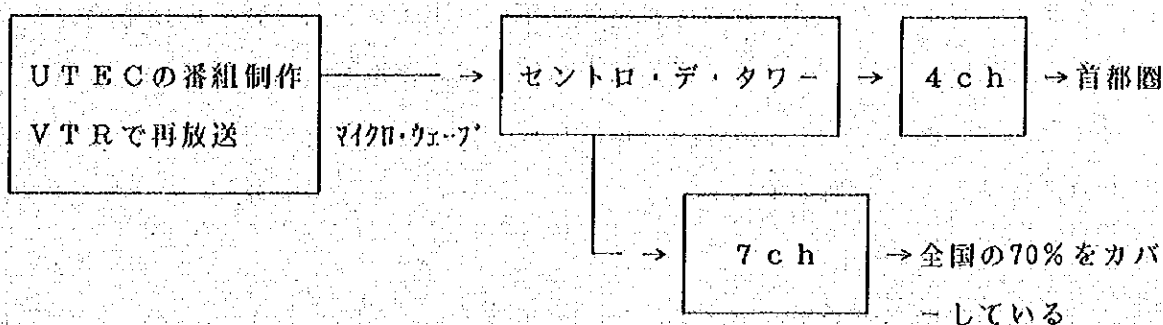 UTECの番組制作
VTRで再放送
マイクロ・ウェーブ
セントロ・デ・タワー
4ch
首都圏
7ch
全国の70%をカバ
ーしている